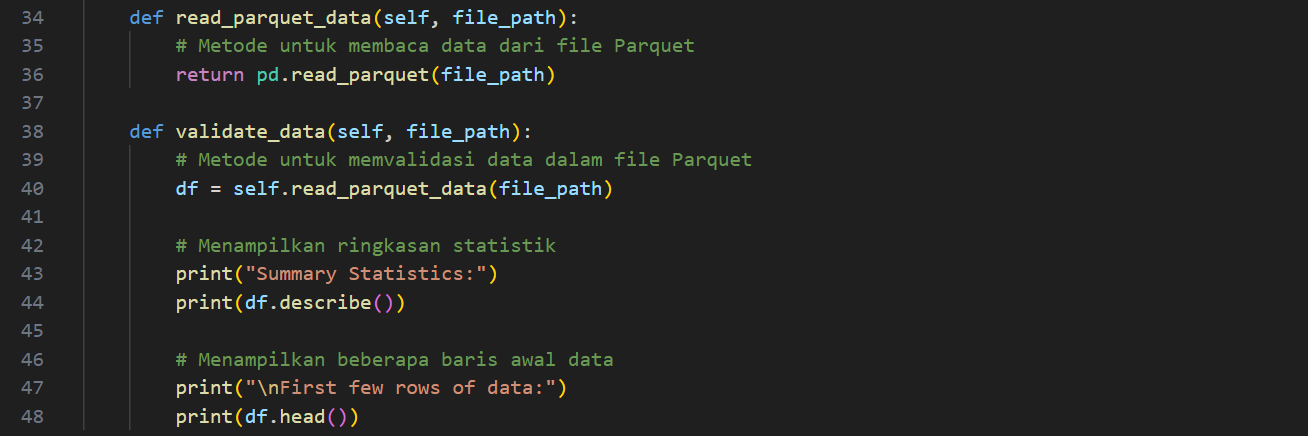 34 def read_parquet_data(self, file_path):
35 # Metode untuk membaca data dari file Parquet
36 return pd.read_parquet(file_path)
37
38 def validate_data(self, file_path):
39 # Metode untuk memvalidasi data dalam file Parquet
40 df = self.read_parquet_data(file_path)
41
42 # Menampilkan ringkasan statistik
43 print("Summary Statistics:")
44 print(df.describe())
45
46 # Menampilkan beberapa baris awal data
47 print("\nFirst few rows of data:")
48 print(df.head())